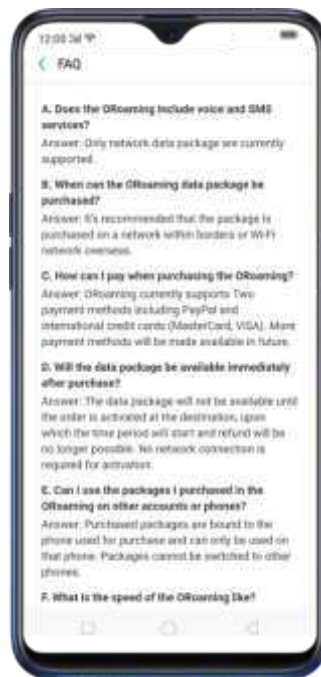 12:00
FAQ
A. Does the ORoaming include voice and SMS
services?
Answer: Only network data package are currently
supported.
B. When can the ORoaming data package be
purchased?
Answer: It's recommended that the package is
purchased on a network within borders or Wi-Fi
network overseas.
C. How can I pay when purchasing the ORoaming?
Answer: ORoaming currently supports Two
payment methods including PayPal and
international credit cards (MasterCard, VISA). More
payment methods will be made available in future.
D. Will the data package be available immediately
after purchase?
Answer: The data package will not be available until
the order is activated at the destination, upon
which the time period will start and refund will be
no longer possible. No network connection is
required for activation.
E. Can I use the packages I purchased in the
ORoaming on other accounts or phones?
Answer: Purchased packages are bound to the
phone used for purchase and can only be used on
that phone. Packages cannot be switched to other
phones.
F. What is the speed of the ORoaming like?